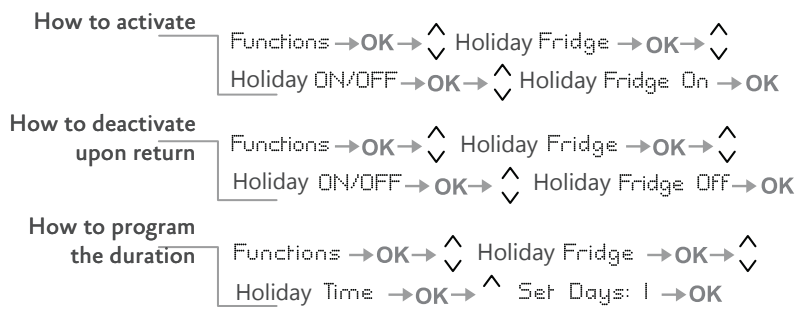 How to activate
Functions → OK → Holiday Fridge → OK →
Holiday ON/OFF → OK → Holiday Fridge On → OK
How to deactivate
upon return
Functions → OK → Holiday Fridge → OK →
Holiday ON/OFF → OK → Holiday Fridge Off → OK
How to program
the duration
Functions → OK → Holiday Fridge → OK →
Holiday Time → OK → Set Days: 1 → OK